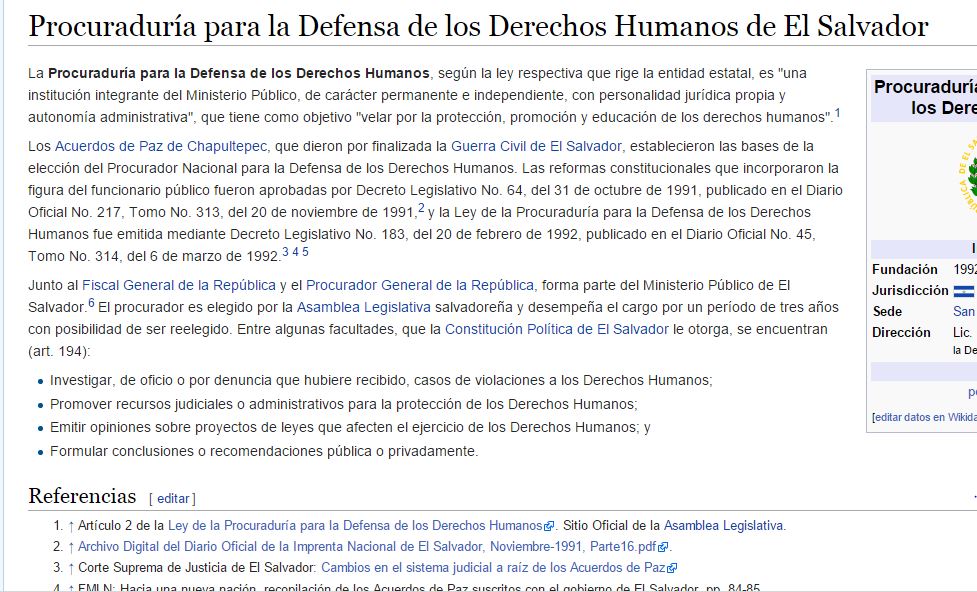 Procuraduría para la Defensa de los Derechos Humanos de El Salvador
La Procuraduría para la Defensa de los Derechos Humanos, según la ley respectiva que rige la entidad estatal, es "una
institución integrante del Ministerio Público, de carácter permanente e independiente, con personalidad jurídica propia y
autonomía administrativa", que tiene como objetivo "velar por la protección, promoción y educación de los derechos humanos".1
Los Acuerdos de Paz de Chapultepec, que dieron por finalizada la Guerra Civil de El Salvador, establecieron las bases de la
elección del Procurador Nacional para la Defensa de los Derechos Humanos. Las reformas constitucionales que incorporaron la
figura del funcionario público fueron aprobadas por Decreto Legislativo No. 64, del 31 de octubre de 1991, publicado en el Diario
Oficial No. 217, Tomo No. 313, del 20 de noviembre de 1991,2 y la Ley de la Procuraduría para la Defensa de los Derechos
Humanos fue emitida mediante Decreto Legislativo No. 183, del 20 de febrero de 1992, publicado en el Diario Oficial No. 45,
Tomo No. 314, del 6 de marzo de 1992.3 4 5
Junto al Fiscal General de la República y el Procurador General de la República, forma parte del Ministerio Público de El
Salvador.6 El procurador es elegido por la Asamblea Legislativa salvadoreña y desempeña el cargo por un período de tres años
con posibilidad de ser reelegido. Entre algunas facultades, que la Constitución Política de El Salvador le otorga, se encuentran
(art. 194):
• Investigar, de oficio o por denuncia que hubiere recibido, casos de violaciones a los Derechos Humanos;
• Promover recursos judiciales o administrativos para la protección de los Derechos Humanos;
• Emitir opiniones sobre proyectos de leyes que afecten el ejercicio de los Derechos Humanos; y
• Formular conclusiones o recomendaciones pública o privadamente.
Referencias [ editar ]
1. ↑ Artículo 2 de la Ley de la Procuraduría para la Defensa de los Derechos Humanos. Sitio Oficial de la Asamblea Legislativa.
2. ↑ Archivo Digital del Diario Oficial de la Imprenta Nacional de El Salvador, Noviembre-1991, Parte16.pdf.
3. ↑ Corte Suprema de Justicia de El Salvador: Cambios en el sistema judicial a raíz de los Acuerdos de Paz
4. ↑ FMLN: Hacia una nueva nación, recopilación de los Acuerdos de Paz suscritos con el gobierno de El Salvador, pp. 84-85.
Procuraduría
los Dere
Fundación 1992
Jurisdicción
Sede San
Dirección Lic.
la De
[editar datos en Wikida